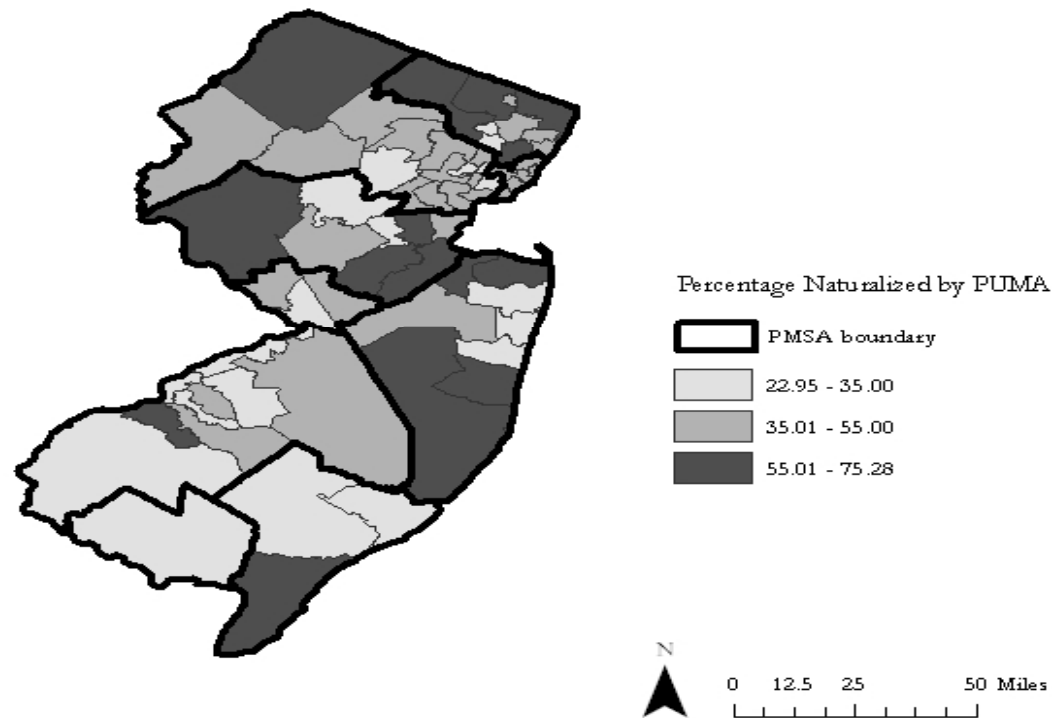 Percentage Naturalized by PUMA
PMSA boundary
22.95 - 35.00
35.01 - 55.00
55.01 - 75.28
N
0 12.5 25 50 Miles